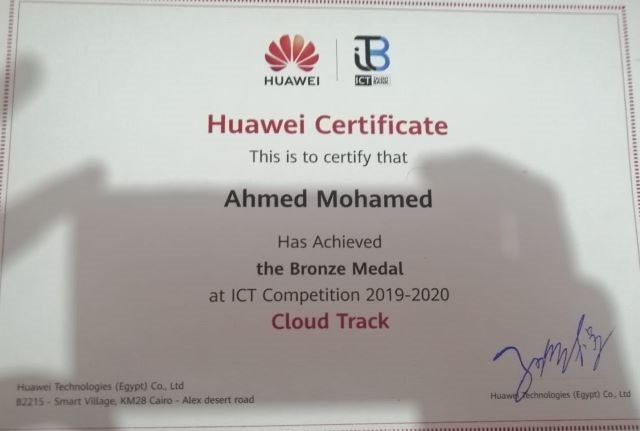 HUAWEI
iTB
ICT
BANK
Huawei Certificate
This is to certify that
Ahmed Mohamed
Has Achieved
the Bronze Medal
at ICT Competition 2019-2020
Cloud Track
Huawei Technologies (Egypt) Co., Ltd
B2215 - Smart Village, KM28 Cairo - Alex desert road
Huawei Technologies (Egypt) Co., Ltd